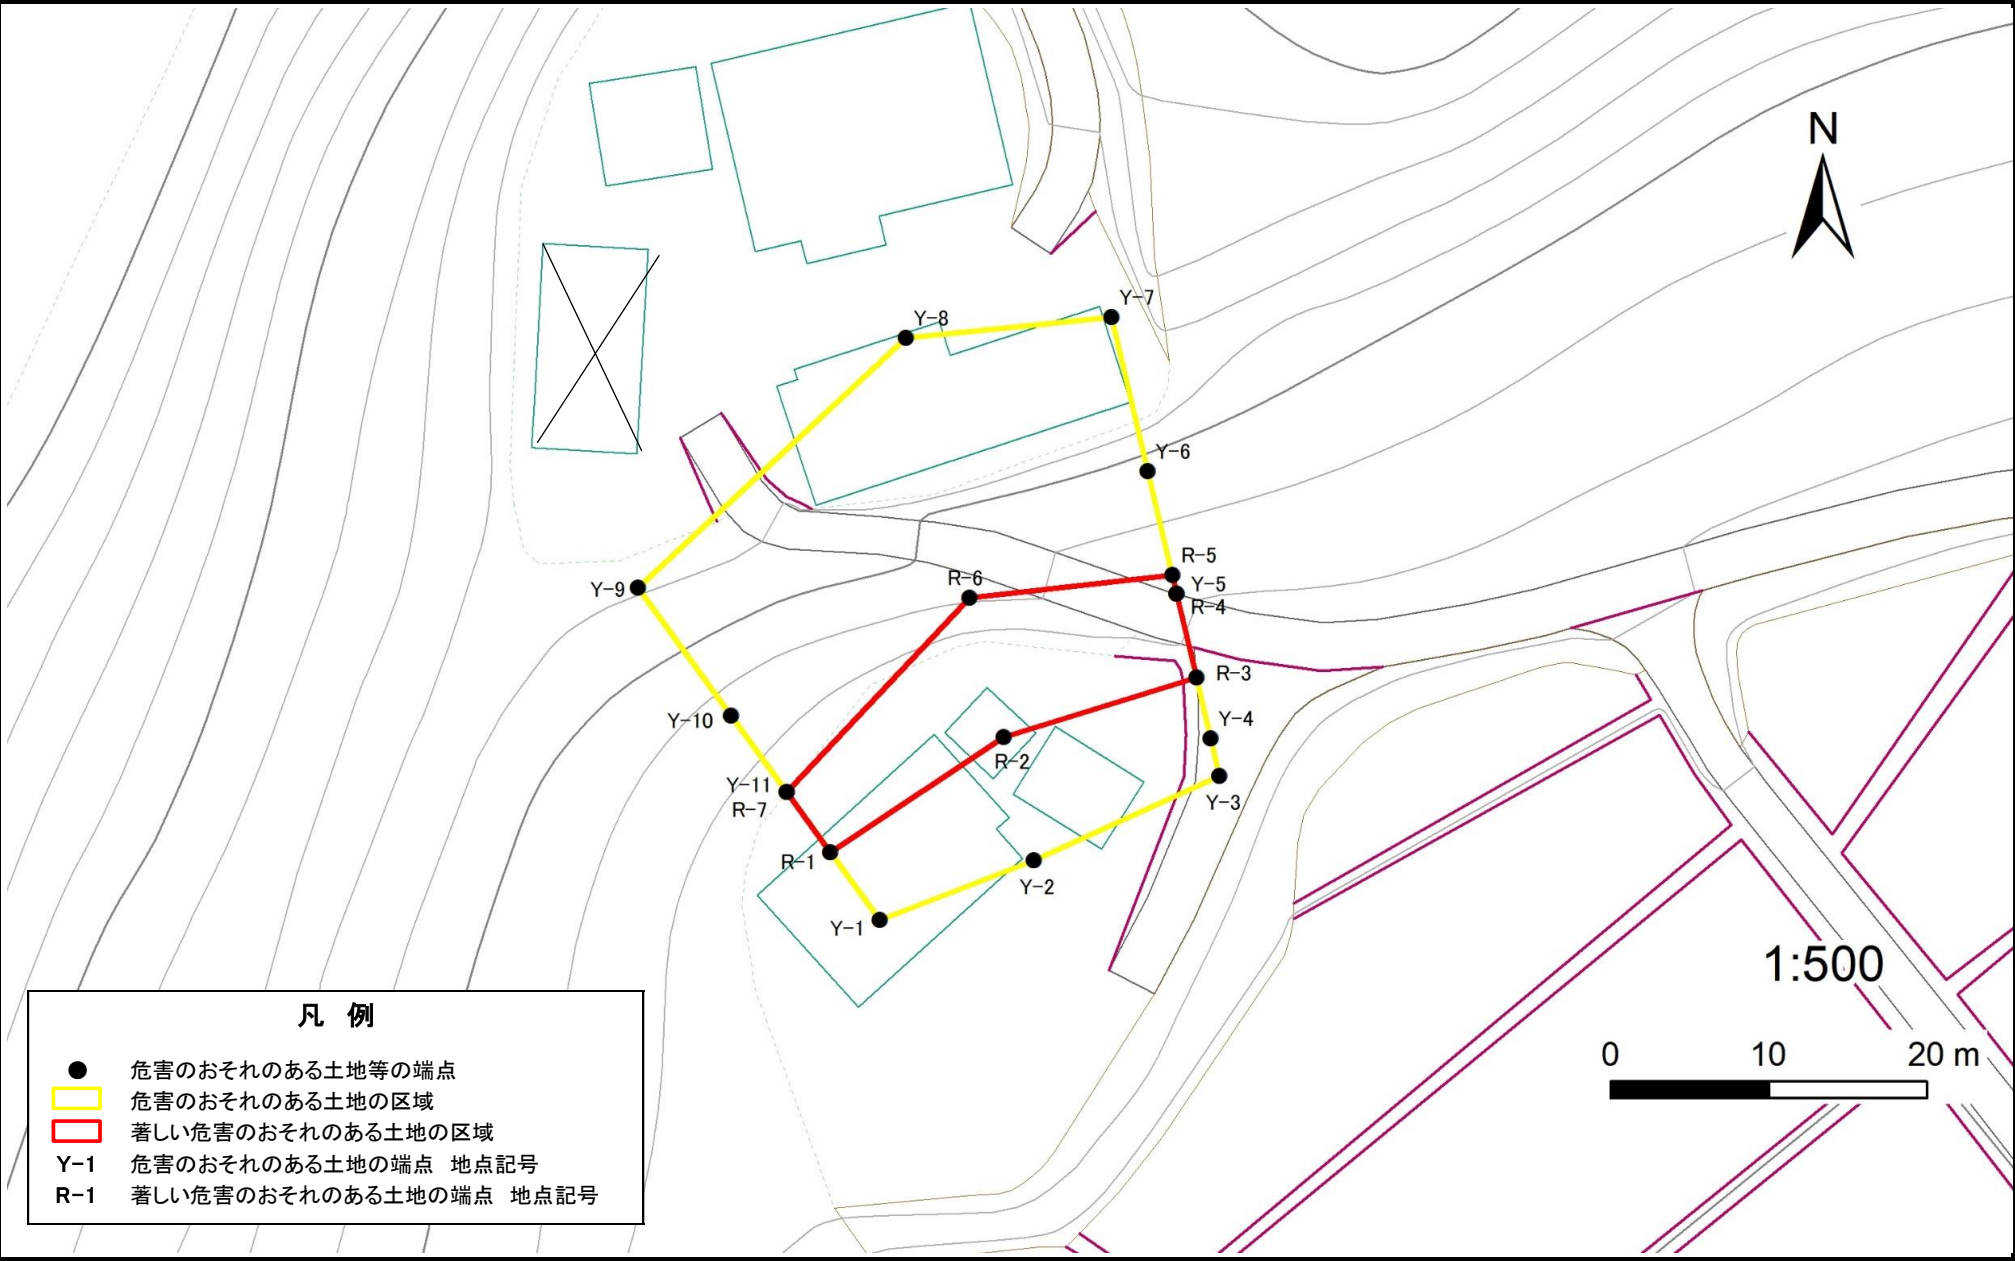 N
Y-7
Y-8
Y-6
R-5
R-6
Y-5
Y-9
R-4
R-3
Y-10
Y-4
R-2
Y-11
R-7
Y-3
R-1
Y-2
Y-1
1:500
0 10 20 m
凡 例
危害のおそれのある土地等の端点
危害のおそれのある土地の区域
著しい危害のおそれのある土地の区域
Y-1 危害のおそれのある土地の端点 地点記号
R-1 著しい危害のおそれのある土地の端点 地点記号